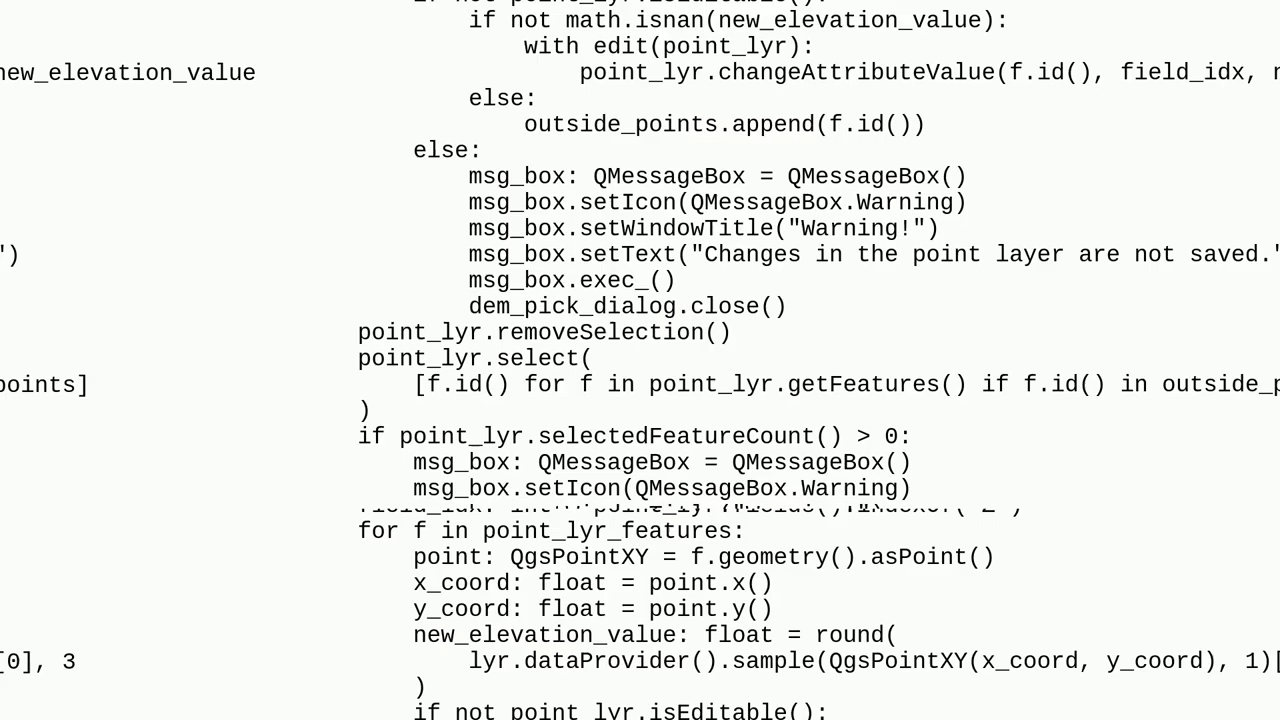 if not math.isnan(new_elevation_value):
with edit(point_lyr):
new_elevation_value point_lyr.changeAttributeValue(f.id(), field_idx, n
else:
outside_points.append(f.id())
else:
msg_box: QMessageBox = QMessageBox()
msg_box.setIcon(QMessageBox.Warning)
msg_box.setWindowTitle("Warning!")
") msg_box.setText("Changes in the point layer are not saved."
msg_box.exec_()
dem_pick_dialog.close()
point_lyr.removeSelection()
point_lyr.select(
points] [f.id() for f in point_lyr.getFeatures() if f.id() in outside_p
)
if point_lyr.selectedFeatureCount() > 0:
msg_box: QMessageBox = QMessageBox()
msg_box.setIcon(QMessageBox.Warning)
for f in point_lyr_features:
point: QgsPointXY = f.geometry().asPoint()
x_coord: float = point.x()
y_coord: float = point.y()
new_elevation_value: float = round(
[0], 3 lyr.dataProvider().sample(QgsPointXY(x_coord, y_coord), 1)[
)
if not point_lyr.isEditable():